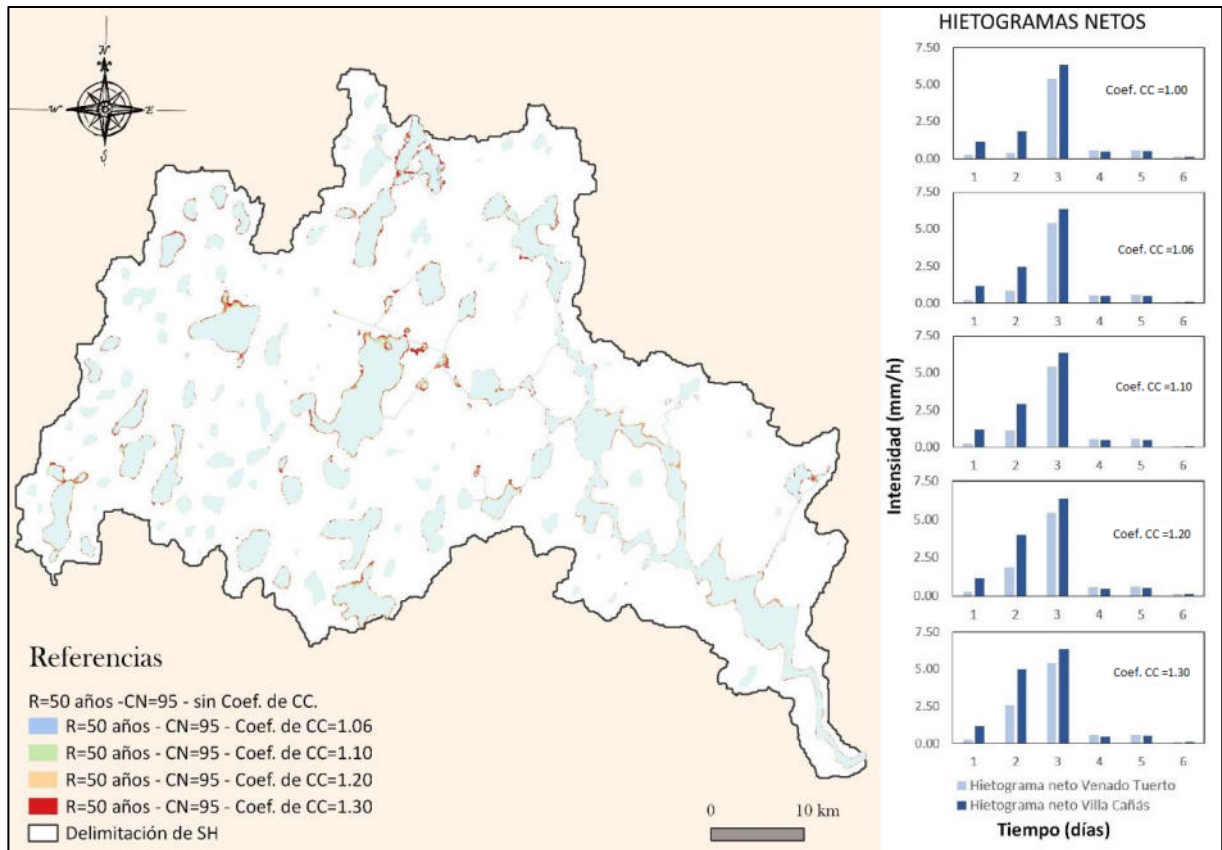 N
W
E
S
Referencias
R=50 años -CN=95 - sin Coef. de CC.
R=50 años - CN=95 - Coef. de CC=1.06
R=50 años - CN=95 - Coef. de CC=1.10
R=50 años - CN=95 - Coef. de CC=1.20
R=50 años - CN=95 - Coef. de CC=1.30
Delimitación de SH
0 10 km
HIETOGRAMAS NETOS
Intensidad (mm/h)
7.50
5.00
2.50
0.00
Coef. CC =1.00
1 2 3 4 5 6
7.50
5.00
2.50
0.00
Coef. CC =1.06
1 2 3 4 5 6
7.50
5.00
2.50
0.00
Coef. CC =1.10
1 2 3 4 5 6
7.50
5.00
2.50
0.00
Coef. CC =1.20
1 2 3 4 5 6
7.50
5.00
2.50
0.00
Coef. CC =1.30
1 2 3 4 5 6
Hietograma neto Venado Tuerto
Hietograma neto Villa Cañás
Tiempo (días)